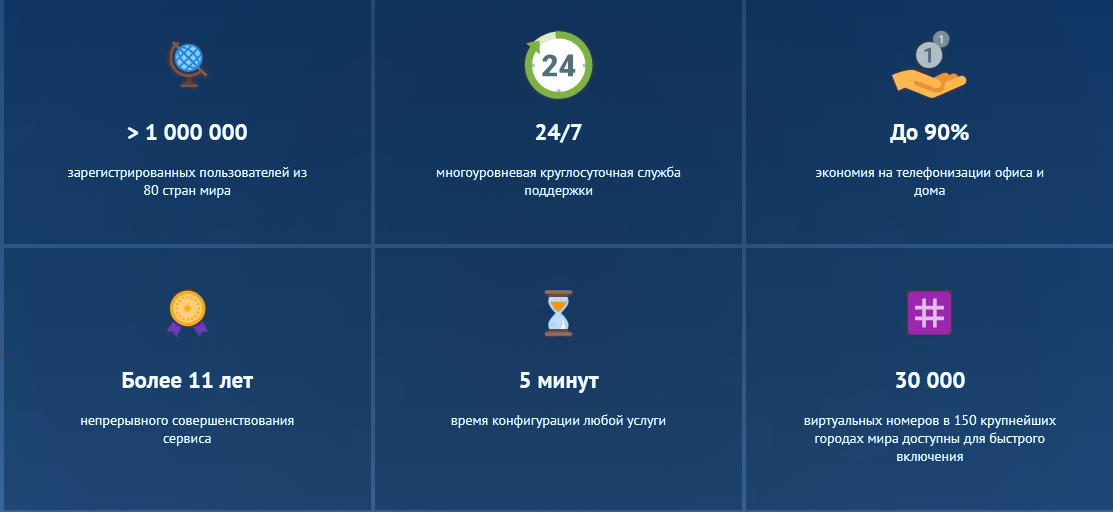 24
1
1
> 1 000 000
24/7
До 90%
зарегистрированных пользователей из
80 стран мира
многоуровневая круглосуточная служба
поддержки
экономия на телефонизации офиса и
дома
#
Более 11 лет
5 минут
30 000
непрерывного совершенствования
сервиса
время конфигурации любой услуги
виртуальных номеров в 150 крупнейших
городах мира доступны для быстрого
включения